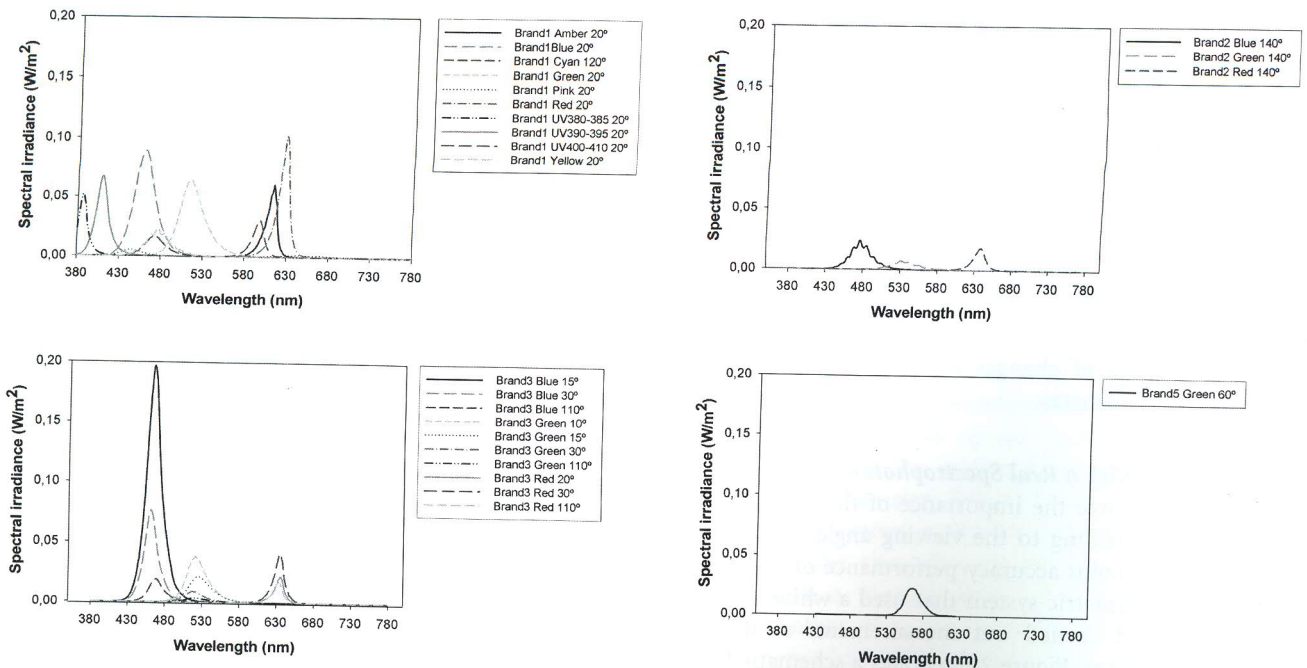 0,20
0,15
0,10
0,05
0,00
Spectral irradiance (W/m²)
380 430 480 530 580 630 680 730 780
Wavelength (nm)
Brand1 Amber 20º
Brand1Blue 20º
Brand1 Cyan 120º
Brand1 Green 20º
Brand1 Pink 20º
Brand1 Red 20º
Brand1 UV380-385 20º
Brand1 UV390-395 20º
Brand1 UV400-410 20º
Brand1 Yellow 20º
0,20
0,15
0,10
0,05
0,00
Spectral irradiance (W/m²)
380 430 480 530 580 630 680 730 780
Wavelength (nm)
Brand2 Blue 140º
Brand2 Green 140º
Brand2 Red 140º
0,20
0,15
0,10
0,05
0,00
Spectral irradiance (W/m²)
430 480 530 580 630 680 730
Wavelength (nm)
Brand3 Blue 15º
Brand3 Blue 30º
Brand3 Blue 110º
Brand3 Green 10º
Brand3 Green 15º
Brand3 Green 30º
Brand3 Green 110º
Brand3 Red 20º
Brand3 Red 30º
Brand3 Red 110º
0,20
0,15
0,10
0,05
0,00
Spectral irradiance (W/m²)
380 430 480 530 580 630 680 730 780
Wavelength (nm)
Brand5 Green 60º